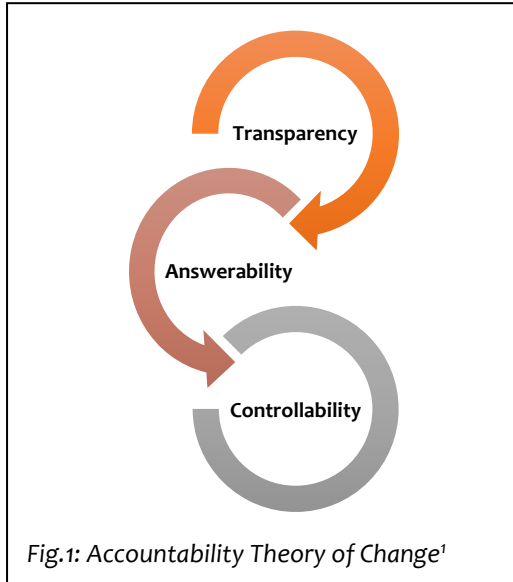 Transparency
Answerability
Controllability
Fig.1: Accountability Theory of Change¹